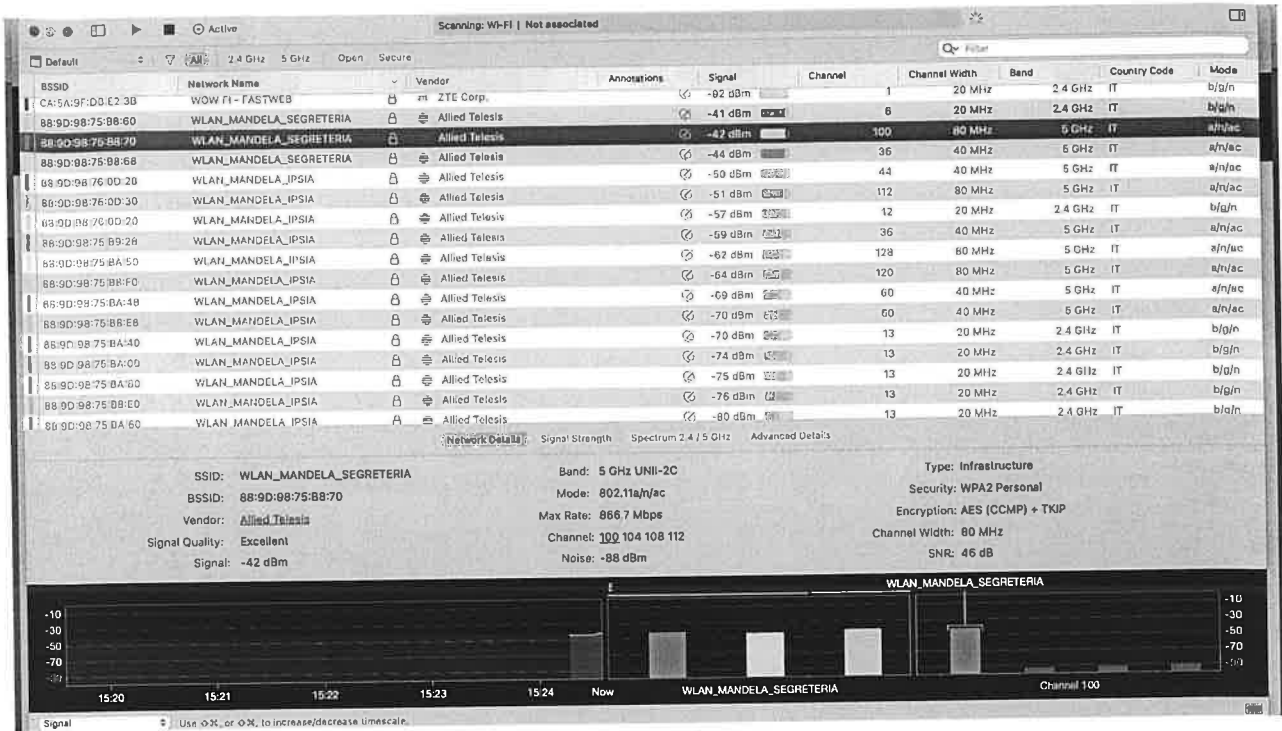 Active Scanning: Wi-Fi | Not associated
Default All 2.4 GHz 5 GHz Open Secure Filter
BSSID Network Name Vendor Annotations Signal Channel Channel Width Band Country Code Mode
CA:5A:9F:DB:E2:3B WOW FI - FASTWEB ZTE Corp. -92 dBm 1 20 MHz 2.4 GHz IT b/g/n
88:9D:98:75:B8:60 WLAN_MANDELA_SEGRETERIA Allied Telesis -41 dBm 6 20 MHz 2.4 GHz IT b/g/n
88:9D:98:75:B8:70 WLAN_MANDELA_SEGRETERIA Allied Telesis -42 dBm 100 80 MHz 5 GHz IT a/n/ac
88:9D:98:75:B8:68 WLAN_MANDELA_SEGRETERIA Allied Telesis -44 dBm 36 40 MHz 5 GHz IT a/n/ac
88:9D:98:76:0D:28 WLAN_MANDELA_IPSIA Allied Telesis -50 dBm 44 40 MHz 5 GHz IT a/n/ac
88:9D:98:76:0D:30 WLAN_MANDELA_IPSIA Allied Telesis -51 dBm 112 80 MHz 5 GHz IT a/n/ac
88:9D:98:76:0D:20 WLAN_MANDELA_IPSIA Allied Telesis -57 dBm 12 20 MHz 2.4 GHz IT b/g/n
88:9D:98:75:B9:28 WLAN_MANDELA_IPSIA Allied Telesis -59 dBm 36 40 MHz 5 GHz IT a/n/ac
88:9D:98:75:BA:50 WLAN_MANDELA_IPSIA Allied Telesis -62 dBm 128 80 MHz 5 GHz IT a/n/ac
88:9D:98:75:B8:F0 WLAN_MANDELA_IPSIA Allied Telesis -64 dBm 120 80 MHz 5 GHz IT a/n/ac
88:9D:98:75:BA:48 WLAN_MANDELA_IPSIA Allied Telesis -69 dBm 60 40 MHz 5 GHz IT a/n/ac
88:9D:98:75:B8:E8 WLAN_MANDELA_IPSIA Allied Telesis -70 dBm 60 40 MHz 5 GHz IT a/n/ac
88:9D:98:75:BA:40 WLAN_MANDELA_IPSIA Allied Telesis -70 dBm 13 20 MHz 2.4 GHz IT b/g/n
88:9D:98:75:BA:00 WLAN_MANDELA_IPSIA Allied Telesis -74 dBm 13 20 MHz 2.4 GHz IT b/g/n
WLAN_MANDELA_IPSIA Allied Telesis -75 dBm 13 20 MHz 2.4 GHz IT b/g/n
88:9D:98:75:B8:E0 WLAN_MANDELA_IPSIA Allied Telesis -76 dBm 13 20 MHz 2.4 GHz IT b/g/n
88:9D:98:75:BA:60 WLAN_MANDELA_IPSIA Allied Telesis -80 dBm 13 20 MHz 2.4 GHz IT b/g/n
Network Details Signal Strength Spectrum 2.4 / 5 GHz Advanced Details
SSID: WLAN_MANDELA_SEGRETERIA Band: 5 GHz UNII-2C Type: Infrastructure
BSSID: 88:9D:98:75:B8:70 Mode: 802.11a/n/ac Security: WPA2 Personal
Vendor: Allied Telesis Max Rate: 866.7 Mbps Encryption: AES (CCMP) + TKIP
Signal Quality: Excellent Channel: 100 104 108 112 Channel Width: 80 MHz
Signal: -42 dBm Noise: -88 dBm SNR: 46 dB
WLAN_MANDELA_SEGRETERIA
-10 -10
-30 -30
-50 -50
-70 -70
-90 -90
15:20 15:21 15:22 15:23 15:24 Now WLAN_MANDELA_SEGRETERIA Channel 100
Signal Use ⇧⌘, or ⇧⌘. to increase/decrease timescale.